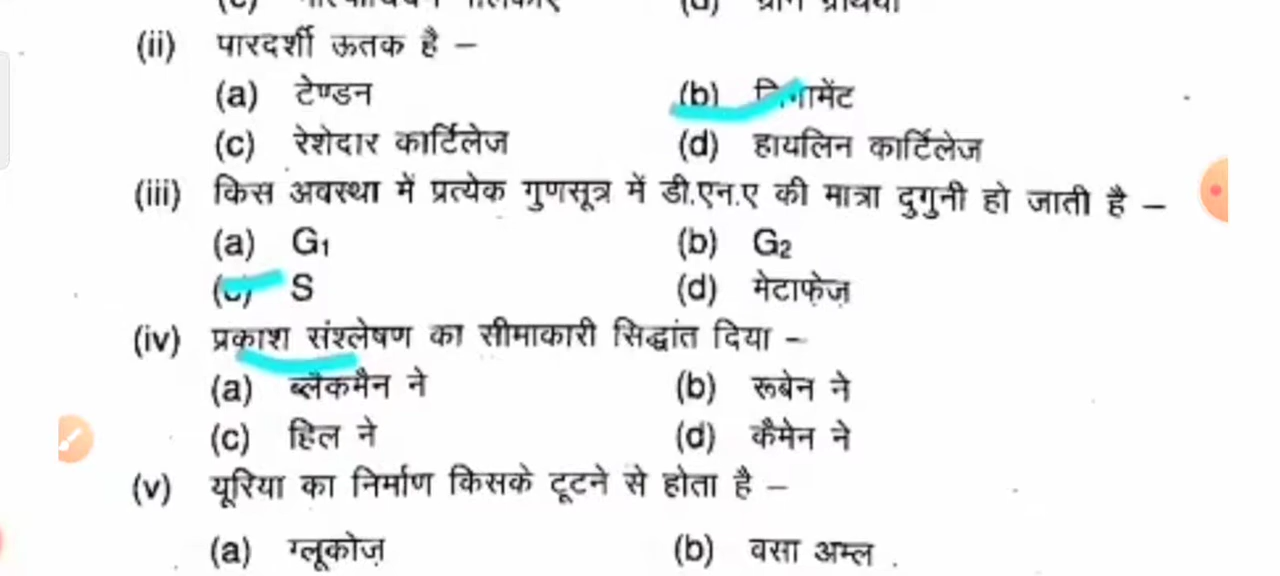 (ii) पारदर्शी ऊतक है –
(a) टेण्डन (b) लिगामेंट
(c) रेशेदार कार्टिलेज (d) हायलिन कार्टिलेज
(iii) किस अवस्था में प्रत्येक गुणसूत्र में डी.एन.ए की मात्रा दुगुनी हो जाती है –
(a) G₁ (b) G₂
(c) S (d) मेटाफेज़
(iv) प्रकाश संश्लेषण का सीमाकारी सिद्धांत दिया –
(a) ब्लैकमैन ने (b) रूबेन ने
(c) हिल ने (d) कैमेन ने
(v) यूरिया का निर्माण किसके टूटने से होता है –
(a) ग्लूकोज़ (b) वसा अम्ल